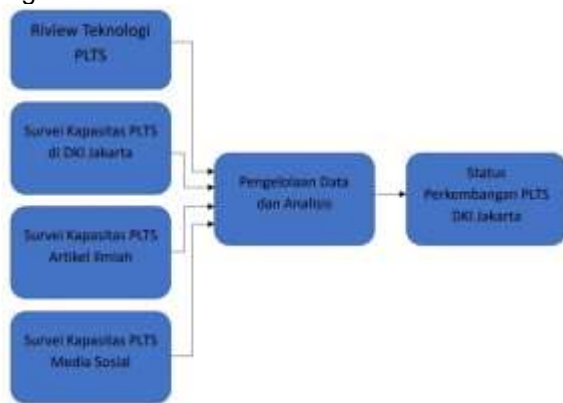 Riview Teknologi
PLTS
Survei Kapasitas PLTS
di DKI Jakarta
Survei Kapasitas PLTS
Artikel Ilmiah
Survei Kapasitas PLTS
Media Sosial
Pengelolaan Data
dan Analisis
Status
Perkembangan PLTS
DKI Jakarta